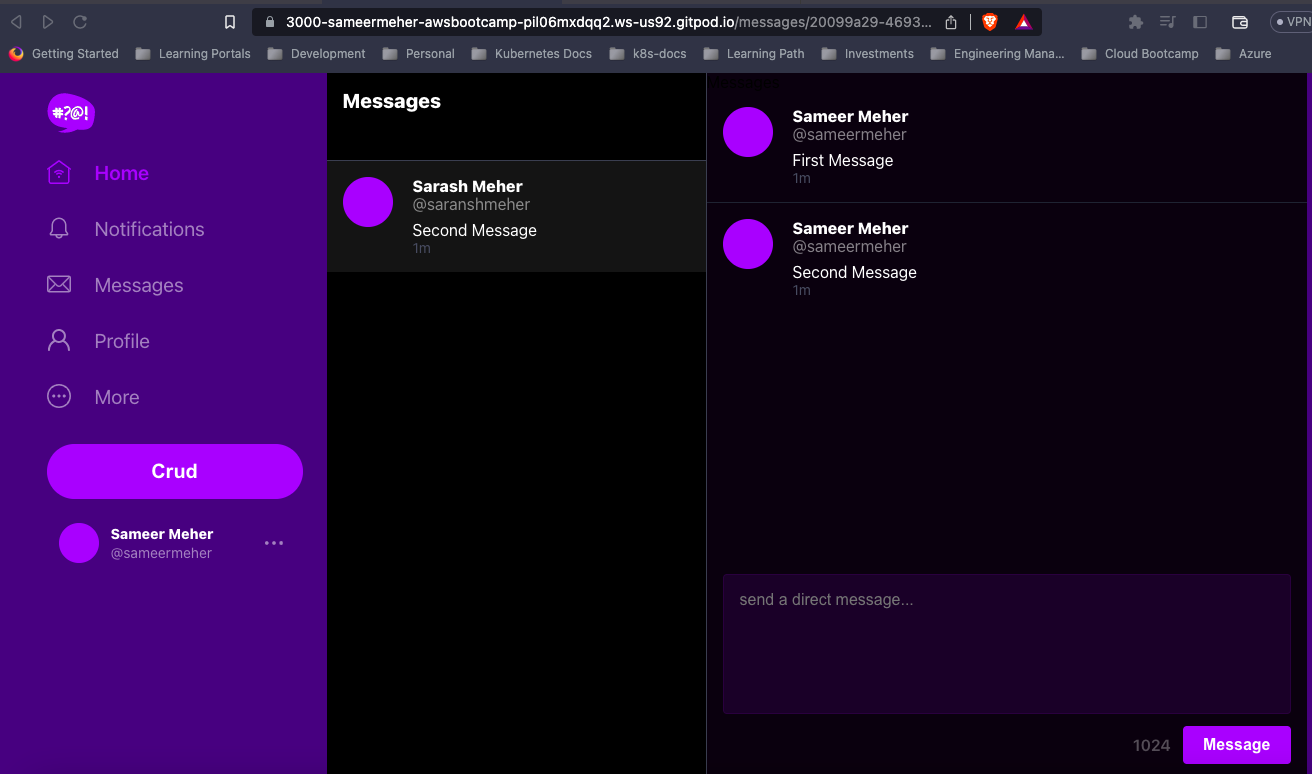 3000-sameermeher-awsbootcamp-pil06mxdqq2.ws-us92.gitpod.io/messages/20099a29-4693...
VPN
Getting Started
Learning Portals
Development
Personal
Kubernetes Docs
k8s-docs
Learning Path
Investments
Engineering Mana...
Cloud Bootcamp
Azure
#?@!
Home
Notifications
Messages
Profile
More
Crud
Sameer Meher
@sameermeher
Messages
Sarash Meher
@saranshmeher
Second Message
1m
Messages
Sameer Meher
@sameermeher
First Message
1m
Sameer Meher
@sameermeher
Second Message
1m
send a direct message...
1024
Message